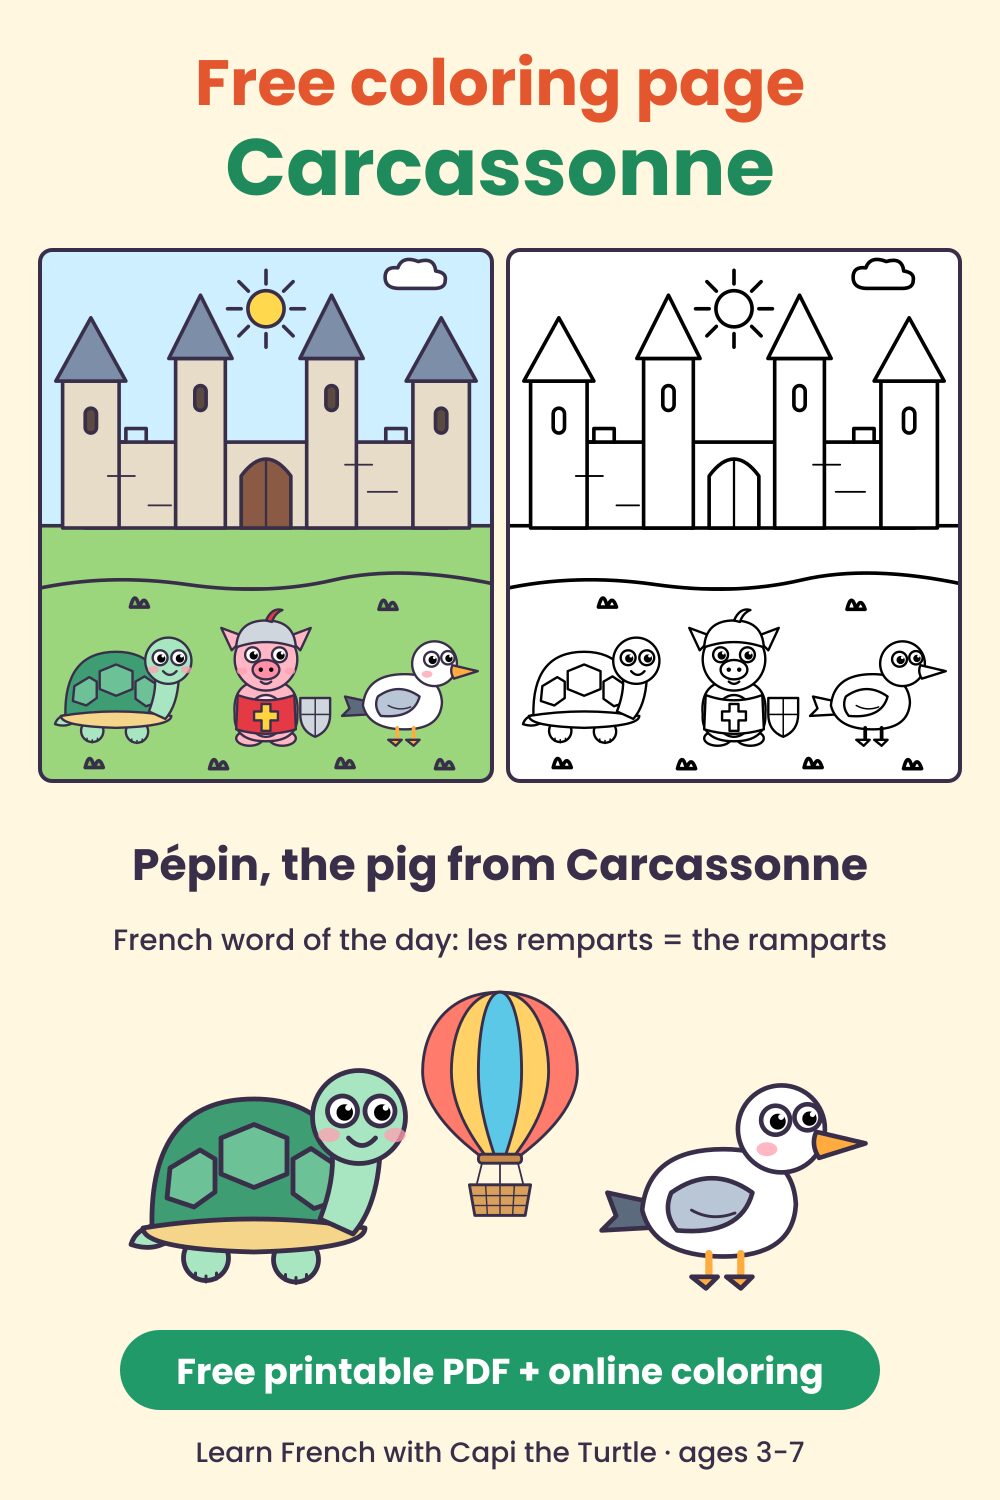 Free coloring page
Carcassonne
Pépin, the pig from Carcassonne
French word of the day: les remparts = the ramparts
Free printable PDF + online coloring
Learn French with Capi the Turtle · ages 3-7